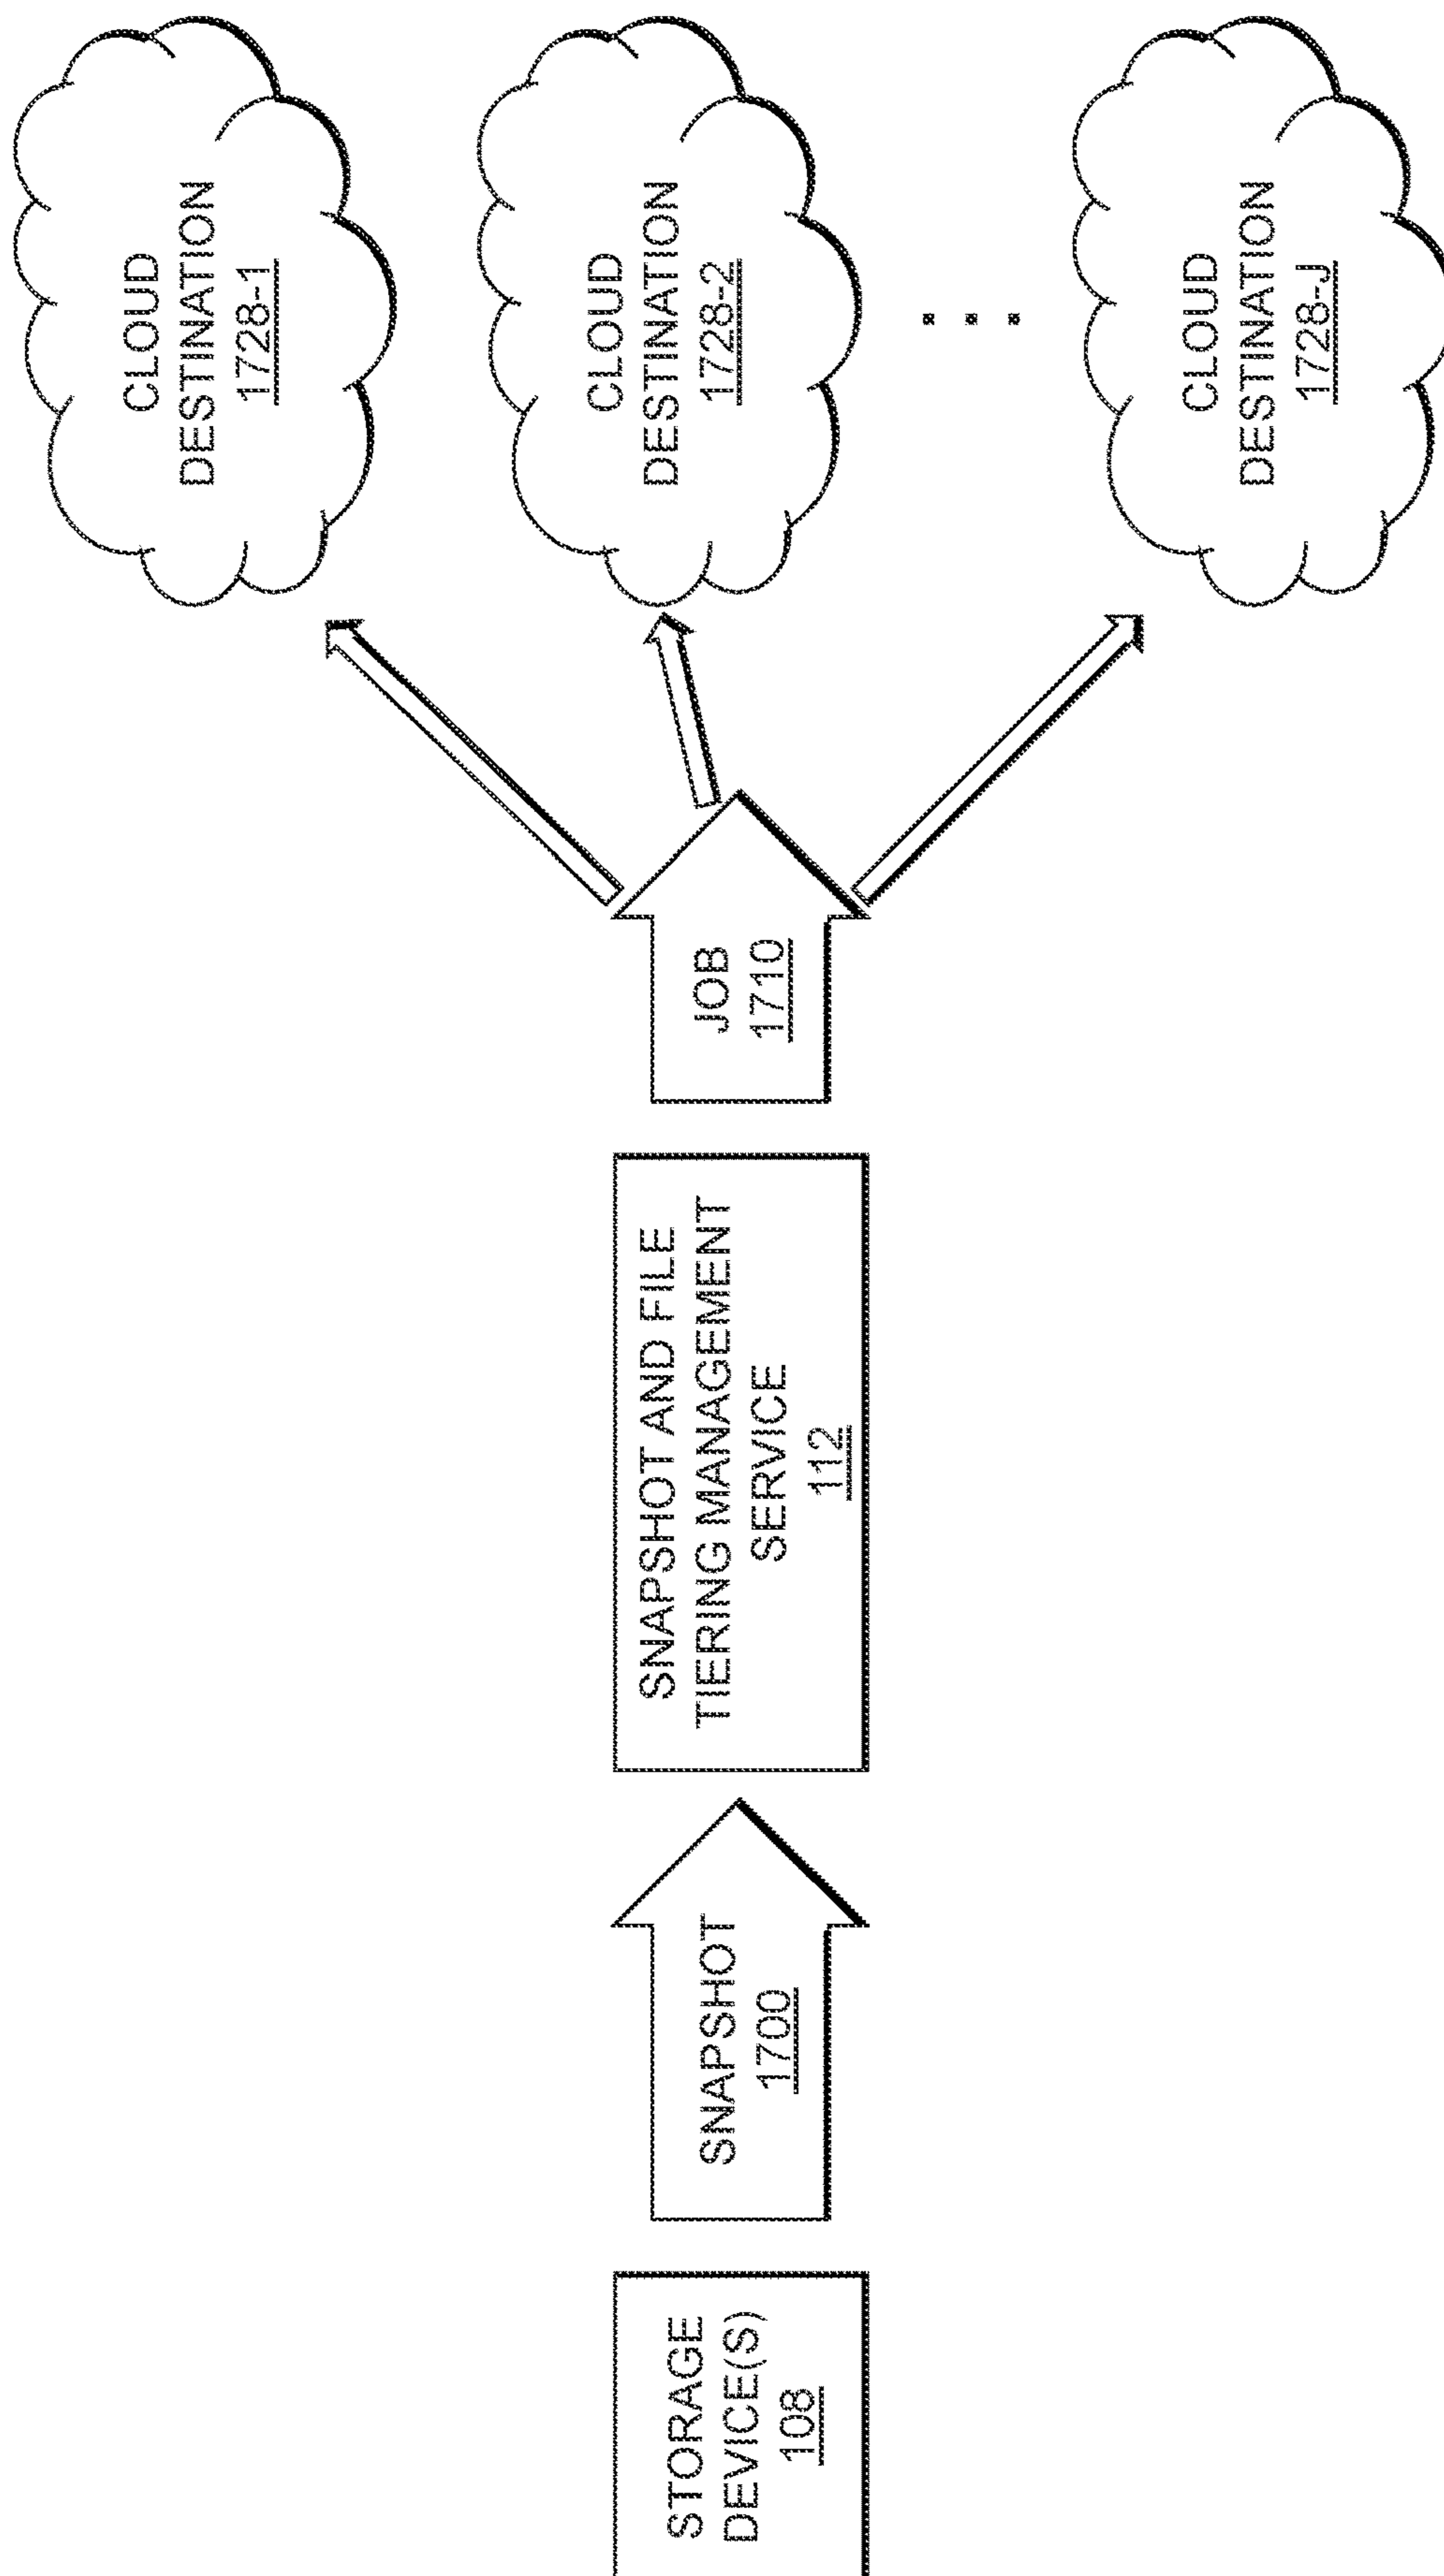 STORAGE
DEVICE(S)
108
SNAPSHOT
1700
SNAPSHOT AND FILE
TIERING MANAGEMENT
SERVICE
112
JOB
1710
CLOUD
DESTINATION
1728-1
CLOUD
DESTINATION
1728-2
. . .
CLOUD
DESTINATION
1728-J